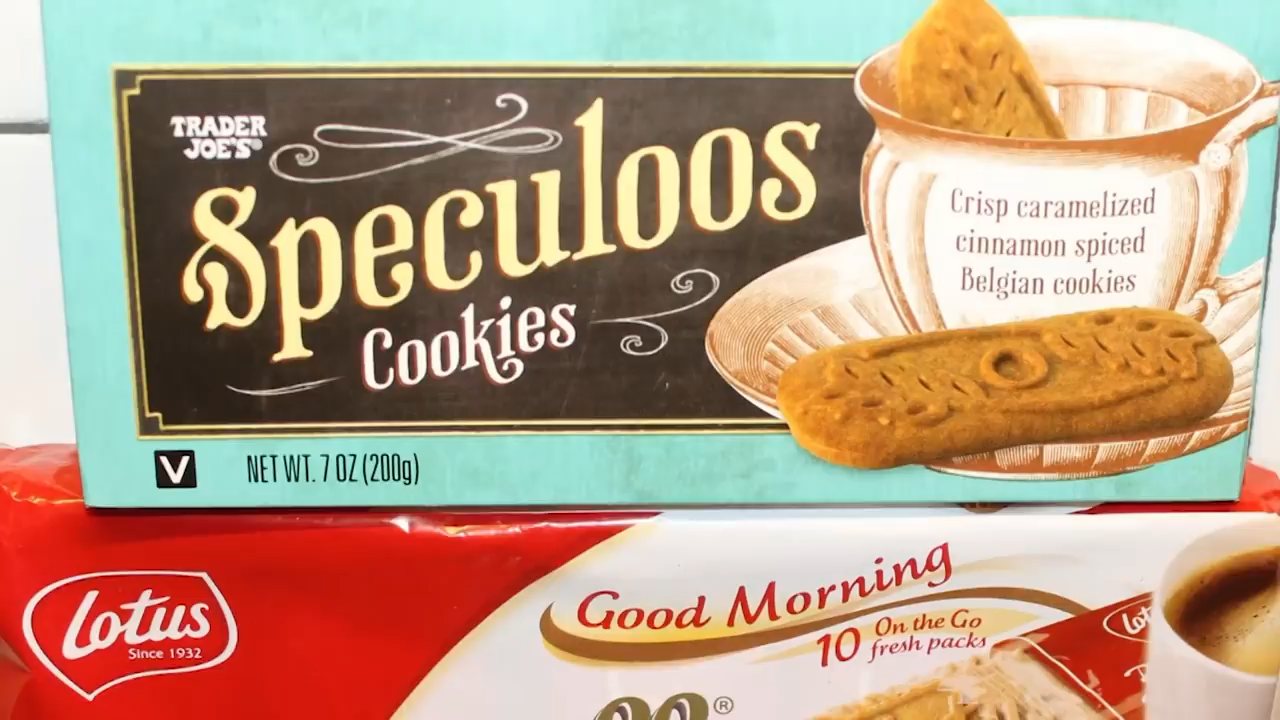 TRADER
JOE'S®
Speculoos
Cookies
Crisp caramelized
cinnamon spiced
Belgian cookies
V
NET WT. 7 OZ (200g)
Lotus
Since 1932
Good Morning
10 On the Go
fresh packs
®